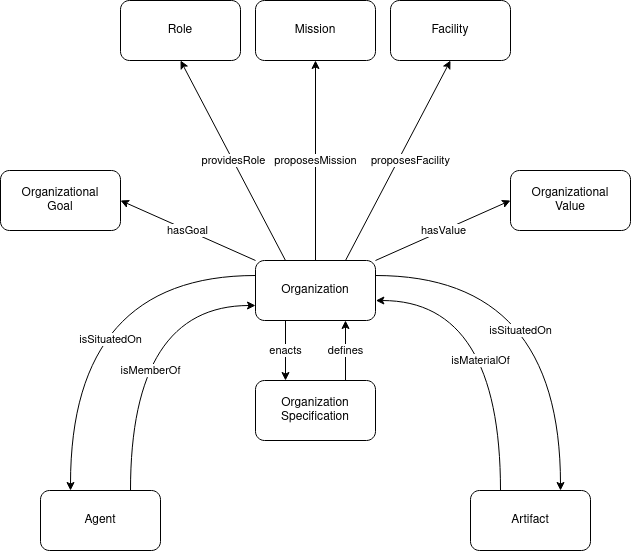 Role
Mission
Facility
providesRole
proposesMission
proposesFacility
Organizational
Goal
Organizational
Value
hasGoal
hasValue
Organization
isSituatedOn
isSituatedOn
enacts
defines
isMemberOf
isMaterialOf
Organization
Specification
Agent
Artifact